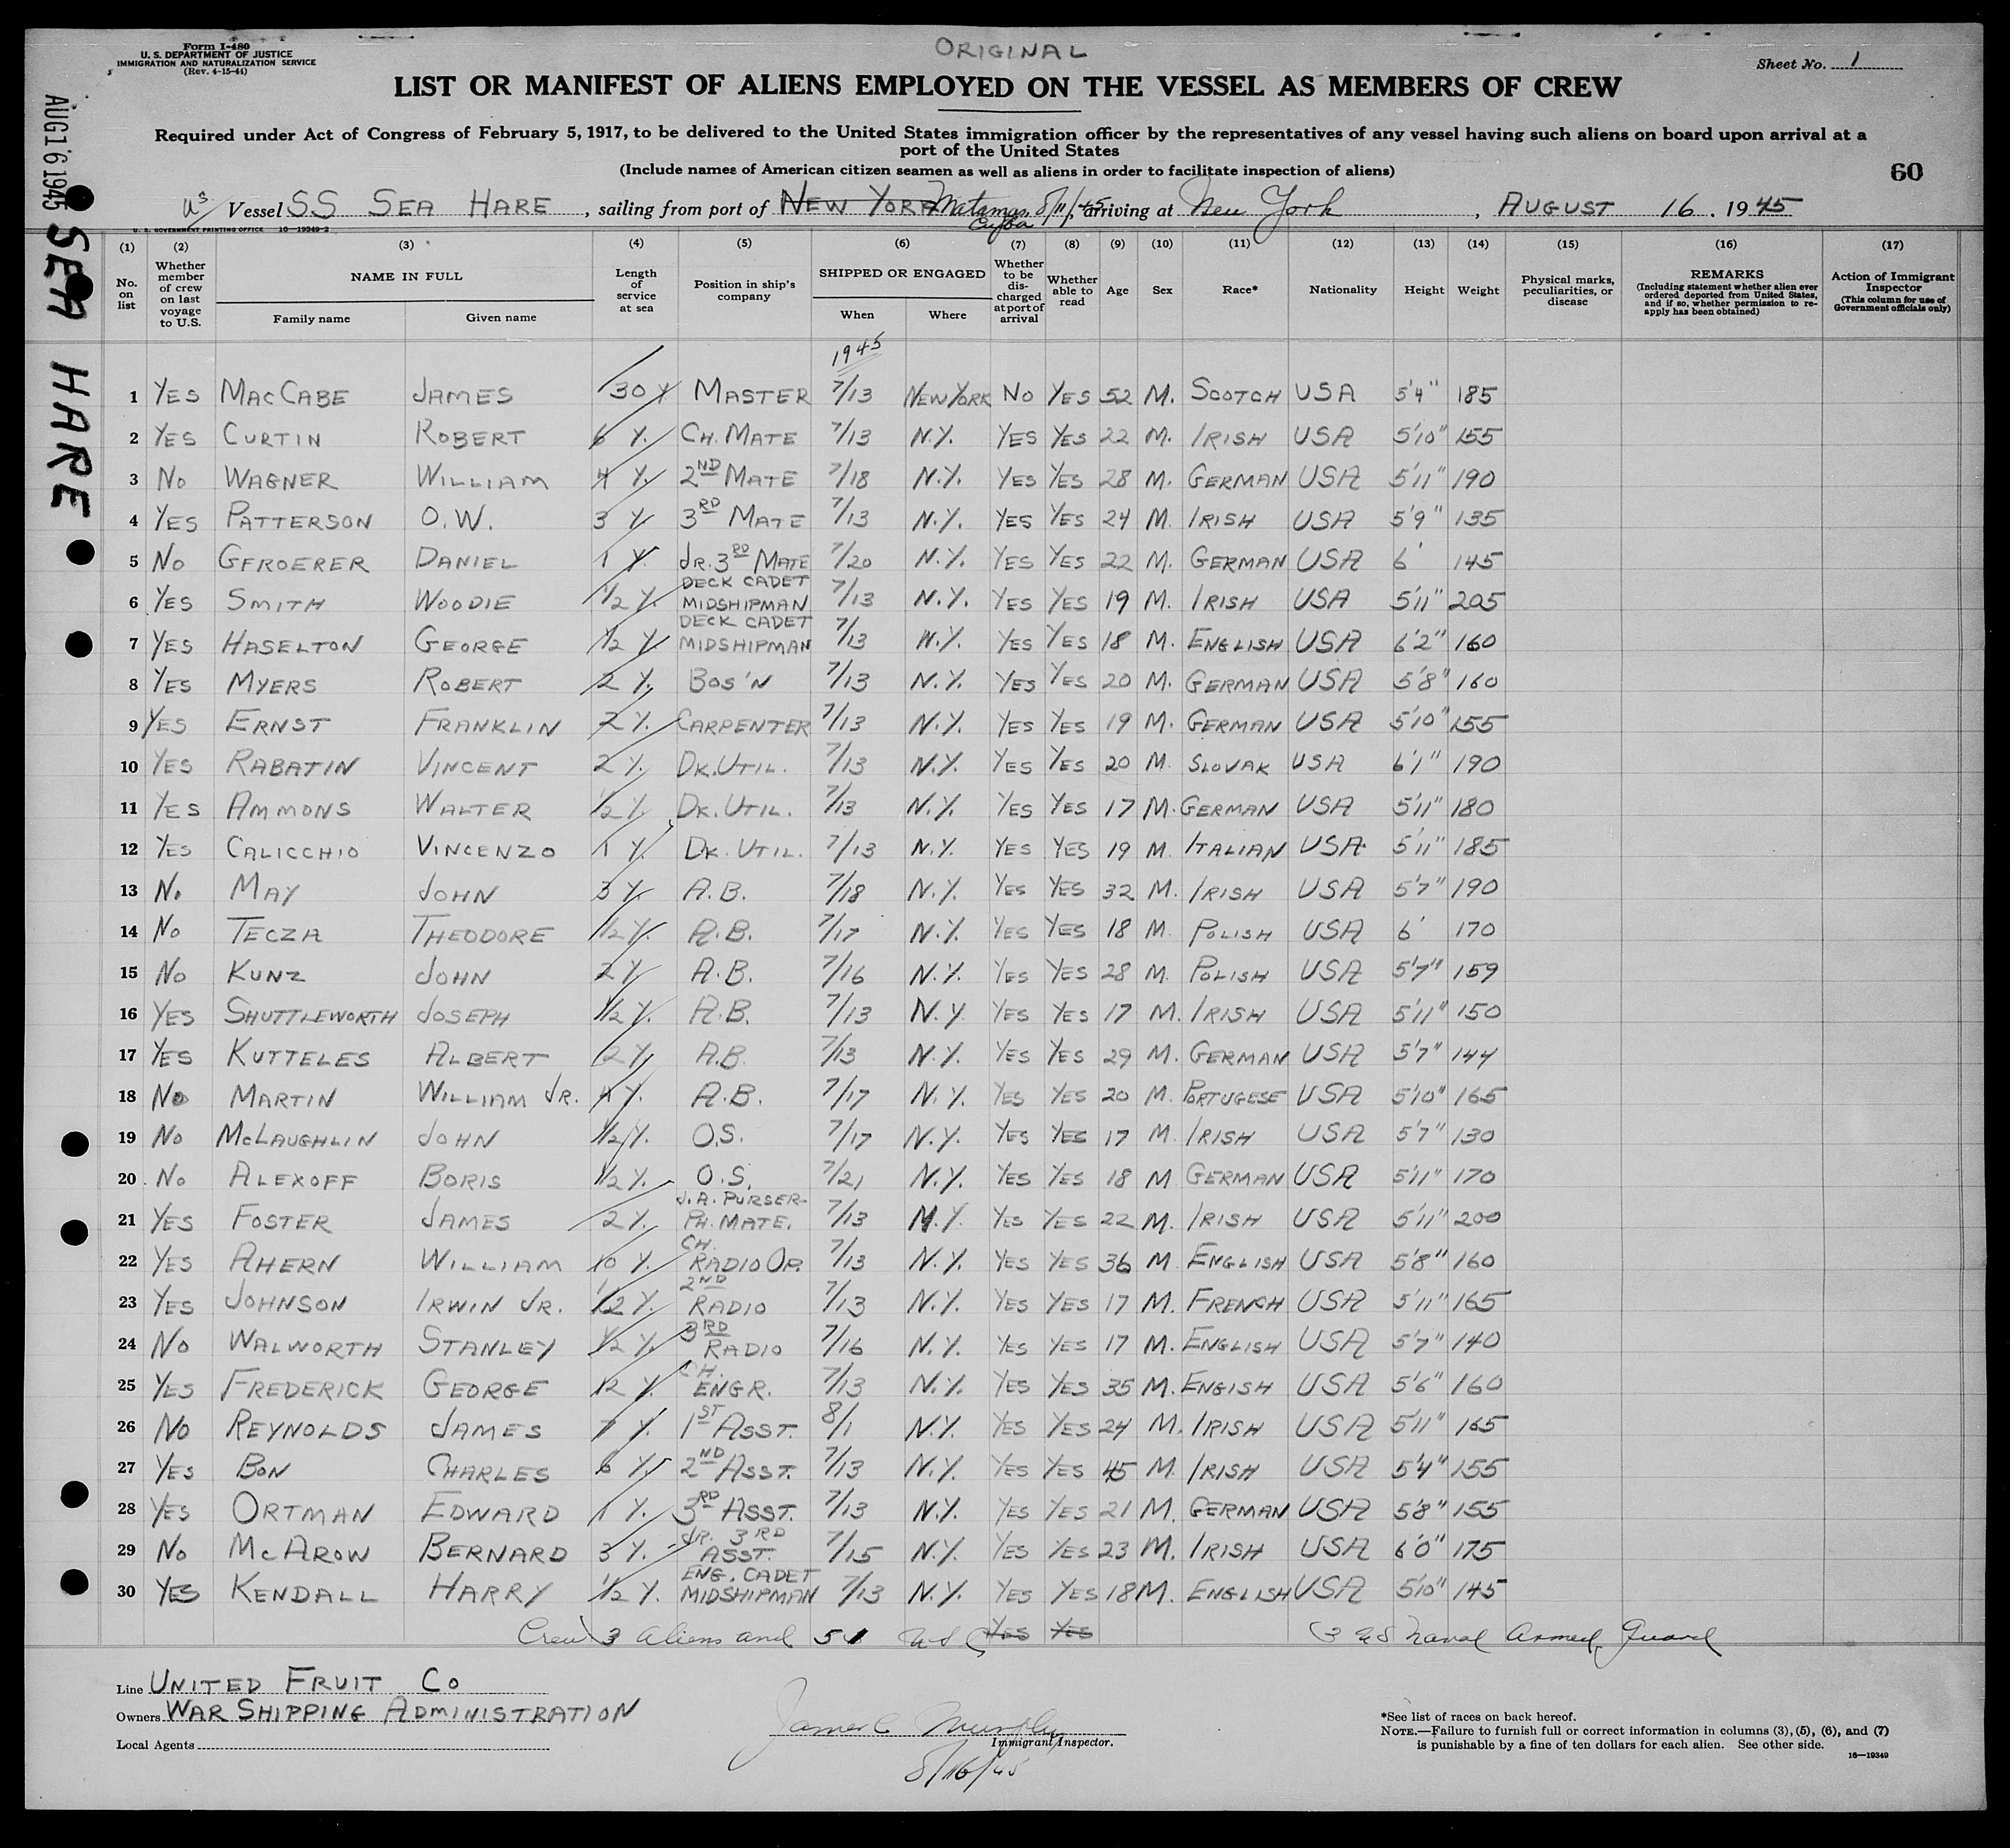 Form I-480
U. S. DEPARTMENT OF JUSTICE
IMMIGRATION AND NATURALIZATION SERVICE
(Rev. 4-15-44)
ORIGINAL
Sheet No. 1
LIST OR MANIFEST OF ALIENS EMPLOYED ON THE VESSEL AS MEMBERS OF CREW
Required under Act of Congress of February 5, 1917, to be delivered to the United States immigration officer by the representatives of any vessel having such aliens on board upon arrival at a
port of the United States
(Include names of American citizen seamen as well as aliens in order to facilitate inspection of aliens)
60
AUG 16 1945
SEA HARE
US Vessel SS SEA HARE, sailing from port of NEW YORK Matanzas, Cuba 8/11/45, arriving at New York, AUGUST 16, 1945
U. S. GOVERNMENT PRINTING OFFICE 16-19349-2
(1) (2) (3) (4) (5) (6) (7) (8) (9) (10) (11) (12) (13) (14) (15) (16) (17)
No. on list
Whether member of crew on last voyage to U.S.
NAME IN FULL
Family name
Given name
Length of service at sea
Position in ship's company
SHIPPED OR ENGAGED
When
Where
Whether to be discharged at port of arrival
Whether able to read
Age
Sex
Race*
Nationality
Height
Weight
Physical marks, peculiarities, or disease
REMARKS
(Including statement whether alien ever ordered deported from United States, and if so, whether permission to re-apply has been obtained)
Action of Immigrant Inspector
(This column for use of Government officials only)
1945
1 YES MACCABE JAMES 30 Y MASTER 7/13 NEW YORK NO YES 52 M. SCOTCH USA 5'4" 185
2 YES CURTIN ROBERT 6 Y. CH. MATE 7/13 N.Y. YES YES 22 M. IRISH USA 5'10" 155
3 NO WAGNER WILLIAM 4 Y. 2ND MATE 7/18 N.Y. YES YES 28 M. GERMAN USA 5'11" 190
4 YES PATTERSON O.W. 3 Y 3RD MATE 7/13 N.Y. YES YES 24 M. IRISH USA 5'9" 135
5 NO GFROERER DANIEL 1 Y. JR. 3RD MATE 7/20 N.Y. YES YES 22 M. GERMAN USA 6' 145
6 YES SMITH WOODIE 1/2 Y. DECK CADET MIDSHIPMAN 7/13 N.Y. YES YES 19 M. IRISH USA 5'11" 205
7 YES HASELTON GEORGE 1/2 Y DECK CADET MIDSHIPMAN 7/13 N.Y. YES YES 18 M. ENGLISH USA 6'2" 160
8 YES MYERS ROBERT 2 Y. BOS'N 7/13 N.Y. YES YES 20 M. GERMAN USA 5'8" 160
9 YES ERNST FRANKLIN 2 Y. CARPENTER 7/13 N.Y. YES YES 19 M. GERMAN USA 5'10" 155
10 YES RABATIN VINCENT 2 Y. DK. UTIL. 7/13 N.Y. YES YES 20 M SLOVAK USA 6'1" 190
11 YES AMMONS WALTER 1/2 Y. DK. UTIL. 7/13 N.Y. YES YES 17 M. GERMAN USA 5'11" 180
12 YES CALICCHIO VINCENZO 1 Y. DK. UTIL. 7/13 N.Y. YES YES 19 M. ITALIAN USA 5'11" 185
13 NO MAY JOHN 3 Y. A.B. 7/18 N.Y. YES YES 32 M. IRISH USA 5'7" 190
14 NO TECZA THEODORE 1/2 Y. A.B. 7/17 N.Y. YES YES 18 M. POLISH USA 6' 170
15 NO KUNZ JOHN 2 Y A.B. 7/16 N.Y. YES YES 28 M. POLISH USA 5'7" 159
16 YES SHUTTLEWORTH JOSEPH 1/2 Y. A.B. 7/13 N.Y YES YES 17 M. IRISH USA 5'11" 150
17 YES KUTTELES ALBERT 2 Y A.B. 7/13 N.Y. YES YES 29 M. GERMAN USA 5'7" 144
18 NO MARTIN WILLIAM JR. 4 Y. A.B. 7/17 N.Y. YES YES 20 M. PORTUGESE USA 5'10" 165
19 NO MCLAUGHLIN JOHN 1/2 Y. O.S. 7/17 N.Y. YES YES 17 M. IRISH USA 5'7" 130
20 NO ALEXOFF BORIS 1/2 Y. O.S. 7/21 N.Y. YES YES 18 M GERMAN USA 5'11" 170
21 YES FOSTER JAMES 2 Y. J.A. PURSER-PH. MATE. 7/13 N.Y. YES YES 22 M. IRISH USA 5'11" 200
22 YES AHERN WILLIAM 10 Y. CH. RADIO OP. 7/13 N.Y. YES YES 36 M ENGLISH USA 5'8" 160
23 YES JOHNSON IRWIN JR. 1/2 Y. 2ND RADIO 7/13 N.Y. YES YES 17 M. FRENCH USA 5'11" 165
24 NO WALWORTH STANLEY 1/2 Y. 3RD RADIO 7/16 N.Y. YES YES 17 M. ENGLISH USA 5'7" 140
25 YES FREDERICK GEORGE 12 Y. CH. ENGR. 7/13 N.Y. YES YES 35 M. ENGISH USA 5'6" 160
26 NO REYNOLDS JAMES 7 Y. 1ST ASST. 8/1 N.Y. YES YES 24 M. IRISH USA 5'11" 165
27 YES BON CHARLES 6 Y. 2ND ASST. 7/13 N.Y. YES YES 45 M. IRISH USA 5'4" 155
28 YES ORTMAN EDWARD 1 Y. 3RD ASST. 7/13 N.Y. YES YES 21 M. GERMAN USA 5'8" 155
29 NO MCAROW BERNARD 3 Y. JR. 3RD ASST. 7/15 N.Y. YES YES 23 M. IRISH USA 6'0" 175
30 YES KENDALL HARRY 1/2 Y. ENG. CADET MIDSHIPMAN 7/13 N.Y. YES YES 18 M. ENGLISH USA 5'10" 145
Crew 3 aliens and 51 USC YES YES 3 US Naval Armed Guard
Line UNITED FRUIT CO
Owners WAR SHIPPING ADMINISTRATION
Local Agents
James C Murphy
Immigrant Inspector.
8/16/45
*See list of races on back hereof.
NOTE.—Failure to furnish full or correct information in columns (3), (5), (6), and (7)
is punishable by a fine of ten dollars for each alien. See other side.
16—19349